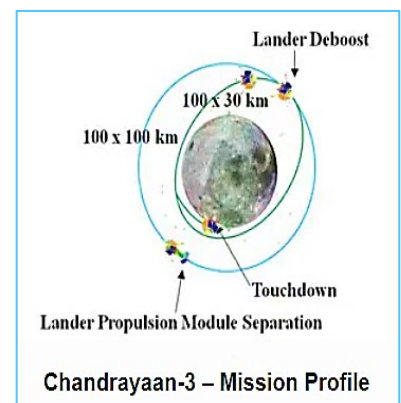 Lander Deboost
100 x 30 km
100 x 100 km
Touchdown
Lander Propulsion Module Separation
Chandrayaan-3 – Mission Profile